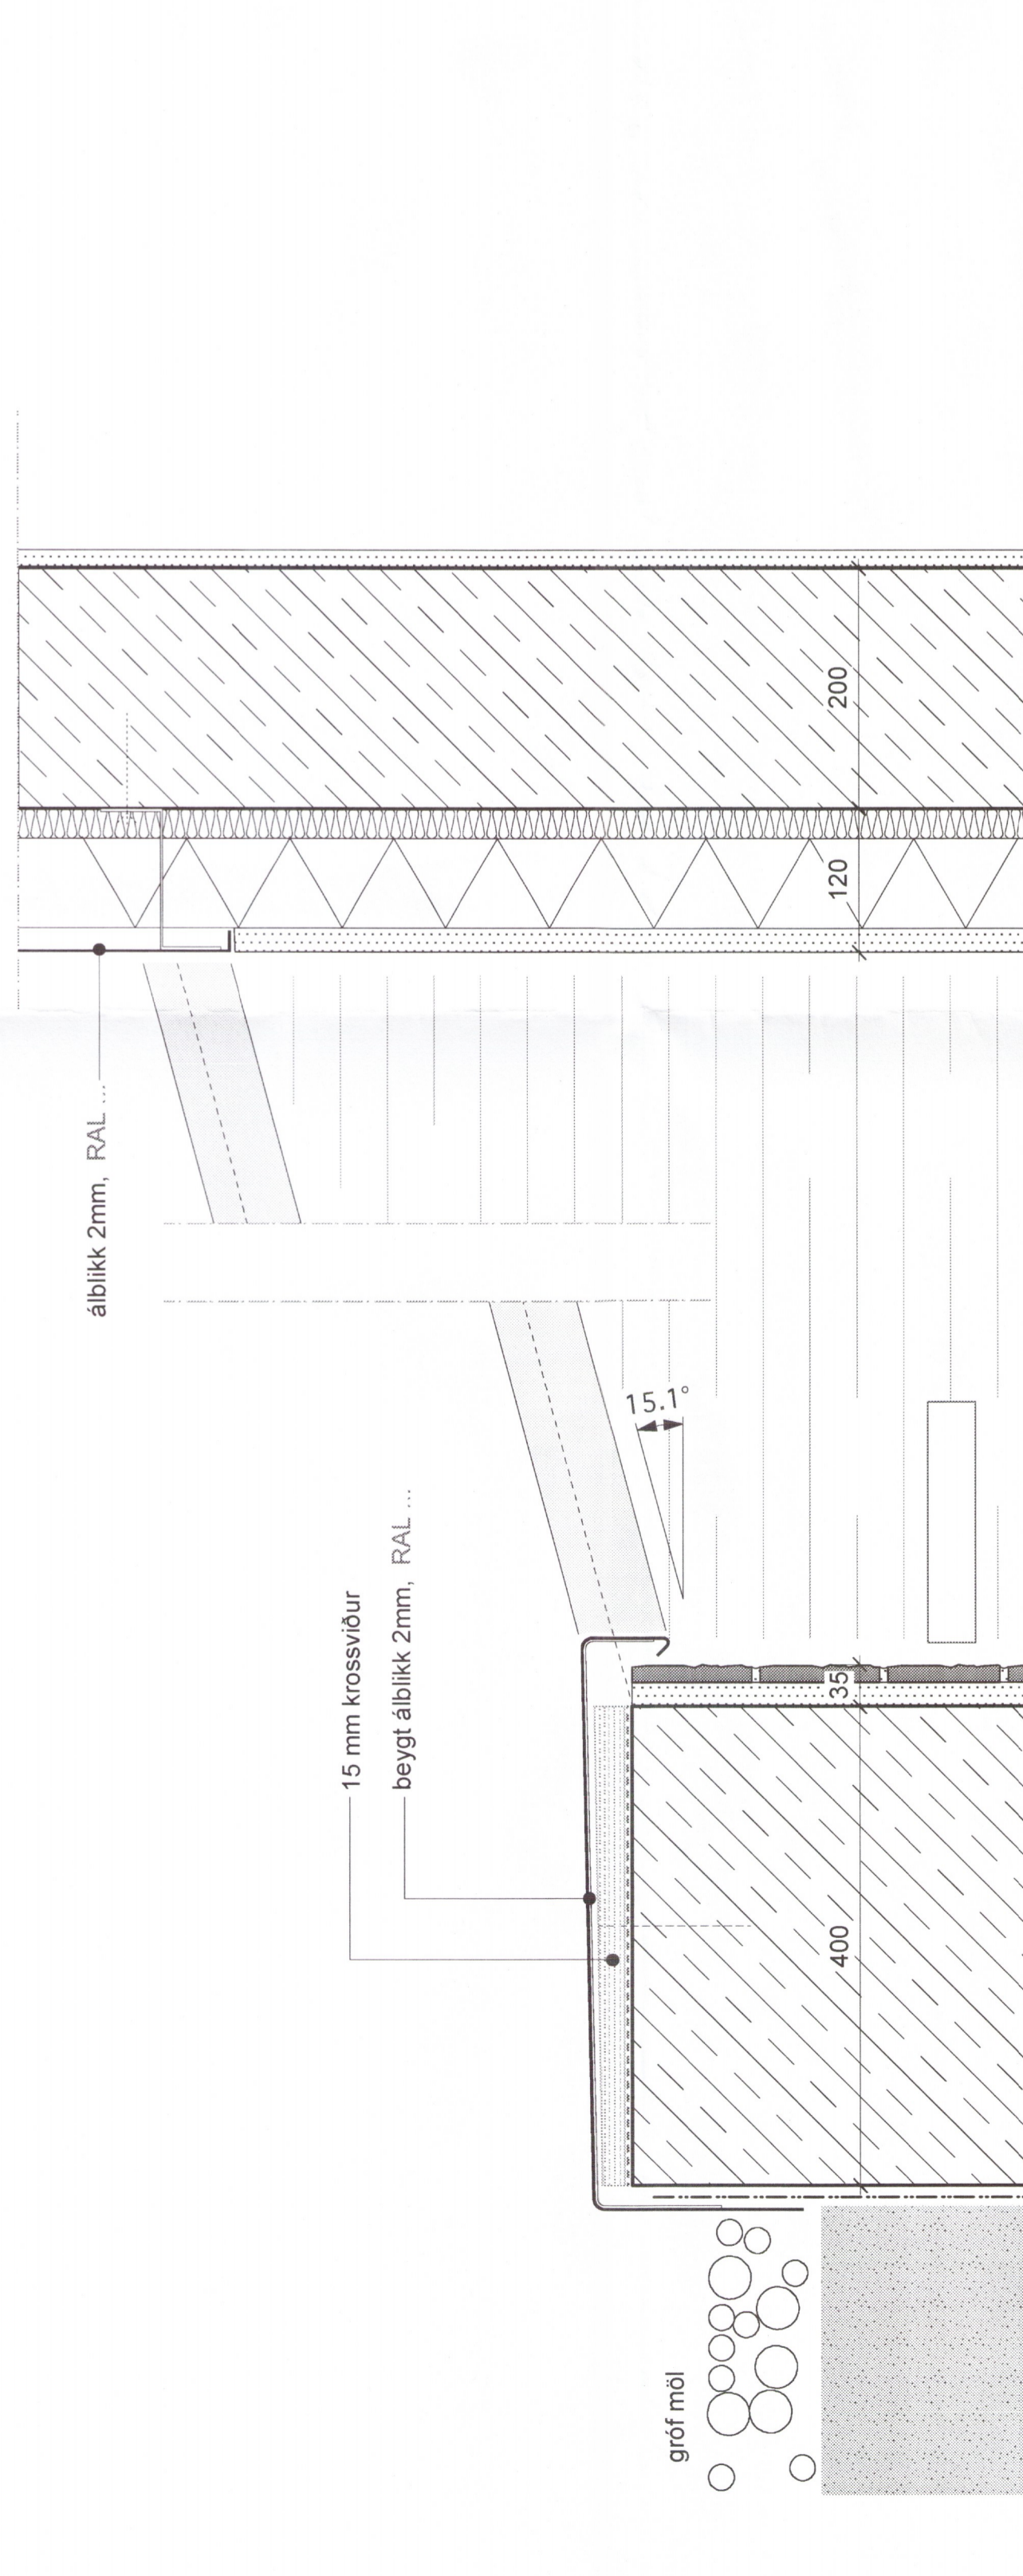 gróf möl
15 mm krossviður
beygt álblikk 2mm, RAL ...
15.1°
álblikk 2mm, RAL ...
400
35
120
200